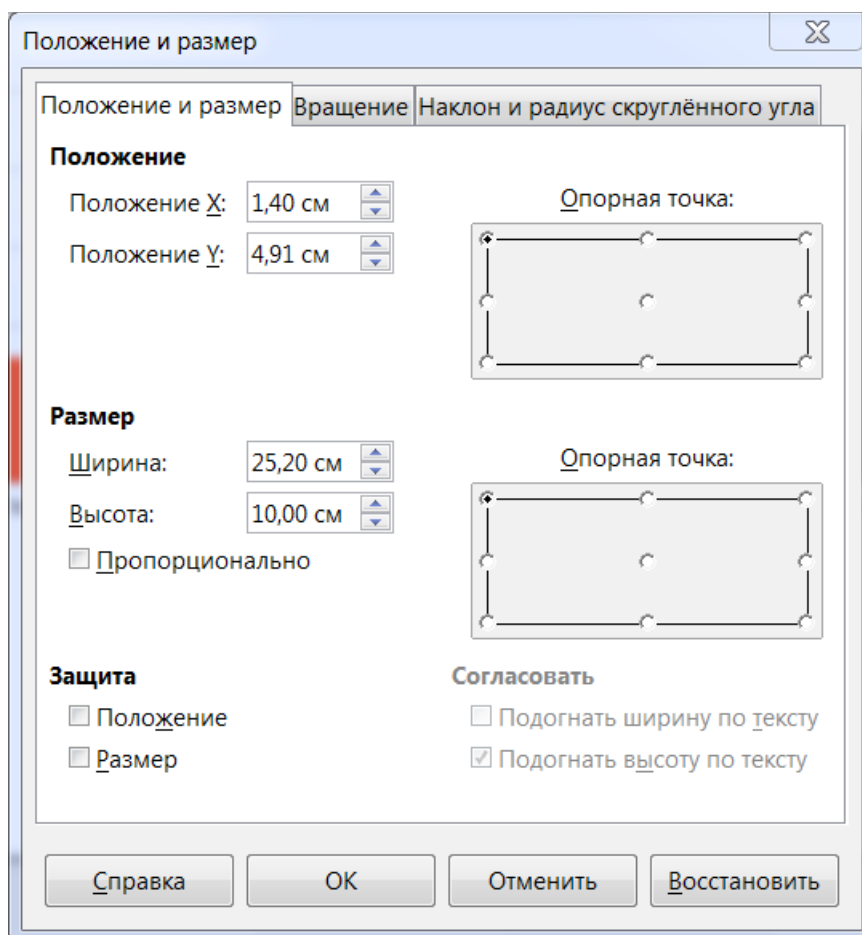 Положение и размер
Положение и размер Вращение Наклон и радиус скруглённого угла
Положение
Положение X: 1,40 см
Опорная точка:
Положение Y: 4,91 см
Размер
Ширина: 25,20 см
Опорная точка:
Высота: 10,00 см
Пропорционально
Защита
Согласовать
Положение
Подогнать ширину по тексту
Размер
Подогнать высоту по тексту
Справка ОК Отменить Восстановить